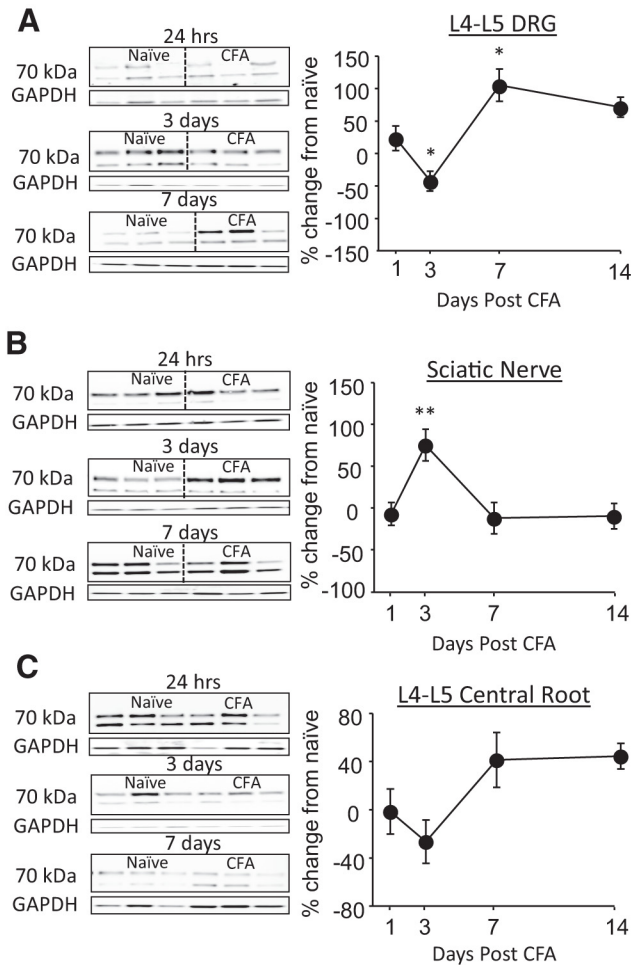 A
24 hrs
Naïve
CFA
70 kDa
GAPDH
3 days
Naïve
CFA
70 kDa
GAPDH
7 days
Naïve
CFA
70 kDa
GAPDH
L4-L5 DRG
% change from naïve
150
100
50
0
-50
-100
-150
*
*
1 3 7 14
Days Post CFA
B
24 hrs
Naïve
CFA
70 kDa
GAPDH
3 days
Naïve
CFA
70 kDa
GAPDH
7 days
Naïve
CFA
70 kDa
GAPDH
Sciatic Nerve
% change from naïve
150
100
50
0
-50
-100
**
1 3 7 14
Days Post CFA
C
24 hrs
Naïve
CFA
70 kDa
GAPDH
3 days
Naïve
CFA
70 kDa
GAPDH
7 days
Naïve
CFA
70 kDa
GAPDH
L4-L5 Central Root
% change from naïve
80
40
0
-40
-80
1 3 7 14
Days Post CFA